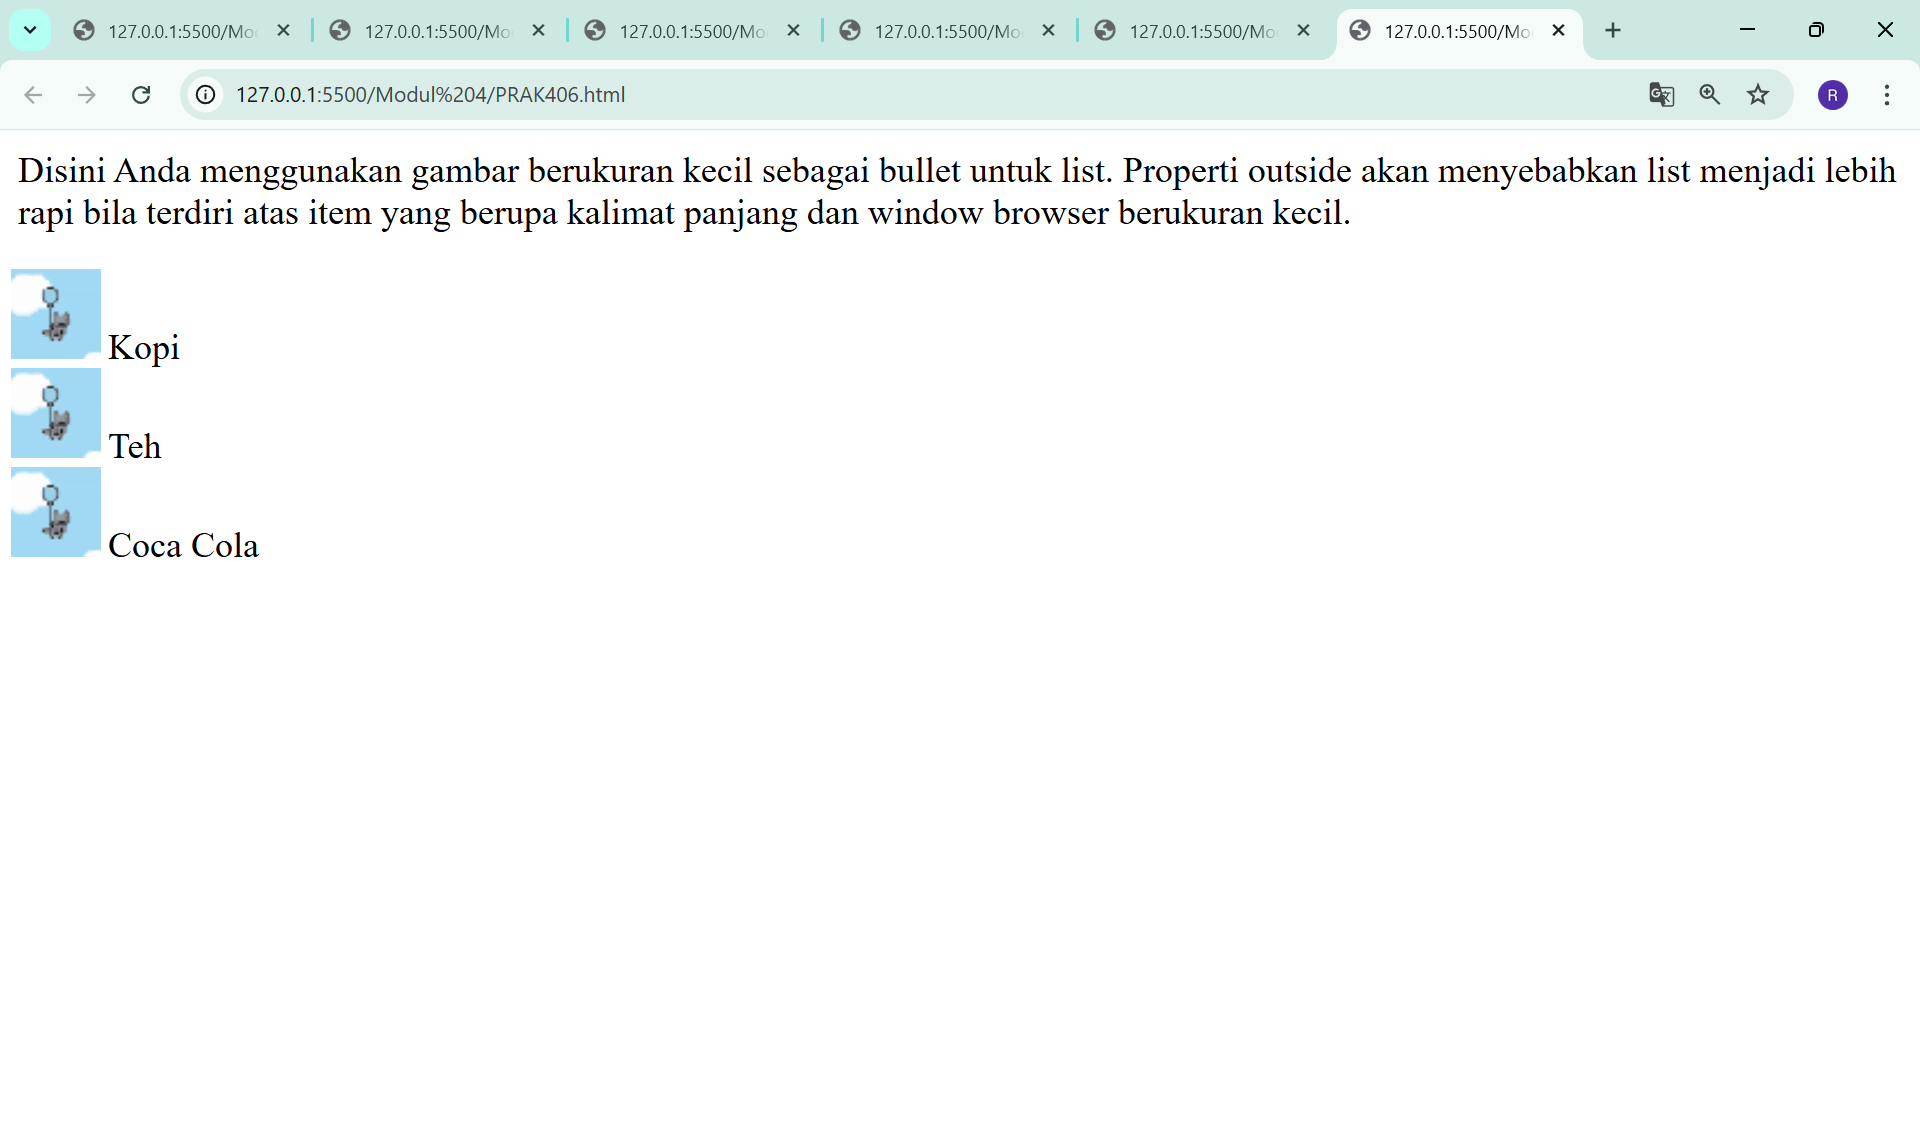 127.0.0.1:5500/Mo 127.0.0.1:5500/Mo 127.0.0.1:5500/Mo 127.0.0.1:5500/Mo 127.0.0.1:5500/Mo 127.0.0.1:5500/Mo
127.0.0.1:5500/Modul%204/PRAK406.html R
Disini Anda menggunakan gambar berukuran kecil sebagai bullet untuk list. Properti outside akan menyebabkan list menjadi lebih
rapi bila terdiri atas item yang berupa kalimat panjang dan window browser berukuran kecil.
Kopi
Teh
Coca Cola